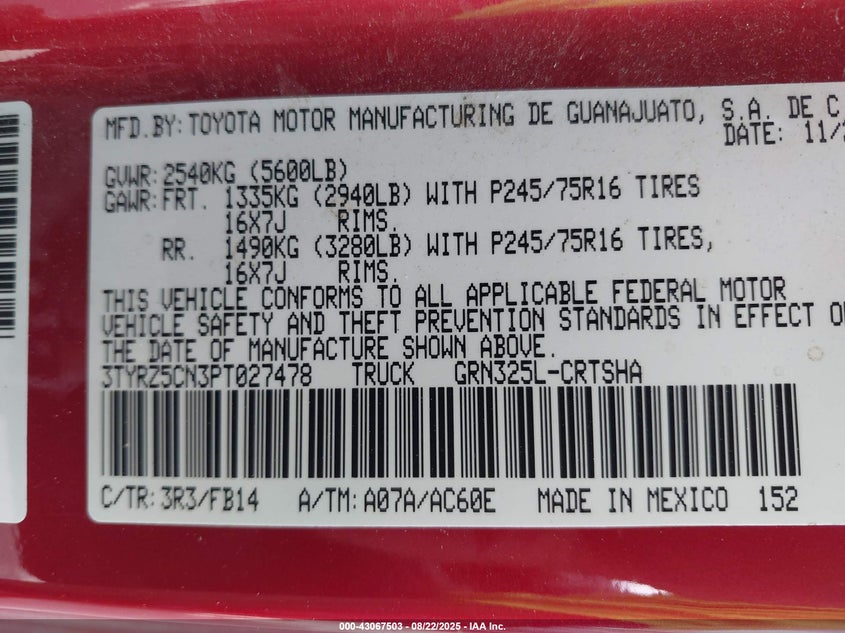 MFD.BY: TOYOTA MOTOR MANUFACTURING DE GUANAJUATO, S.A. DE C.
DATE: 11/2
GVWR: 2540KG (5600LB)
GAWR: FRT. 1335KG (2940LB) WITH P245/75R16 TIRES
16X7J RIMS.
RR. 1490KG (3280LB) WITH P245/75R16 TIRES,
16X7J RIMS.
THIS VEHICLE CONFORMS TO ALL APPLICABLE FEDERAL MOTOR
VEHICLE SAFETY AND THEFT PREVENTION STANDARDS IN EFFECT
THE DATE OF MANUFACTURE SHOWN ABOVE.
3TYRZ5CN3PT027478 TRUCK GRN325L-CRTSHA
C/TR: 3R3/FB14 A/TM: A07A/AC60E MADE IN MEXICO 152
000-43067503 - 08/22/2025 - IAA Inc.